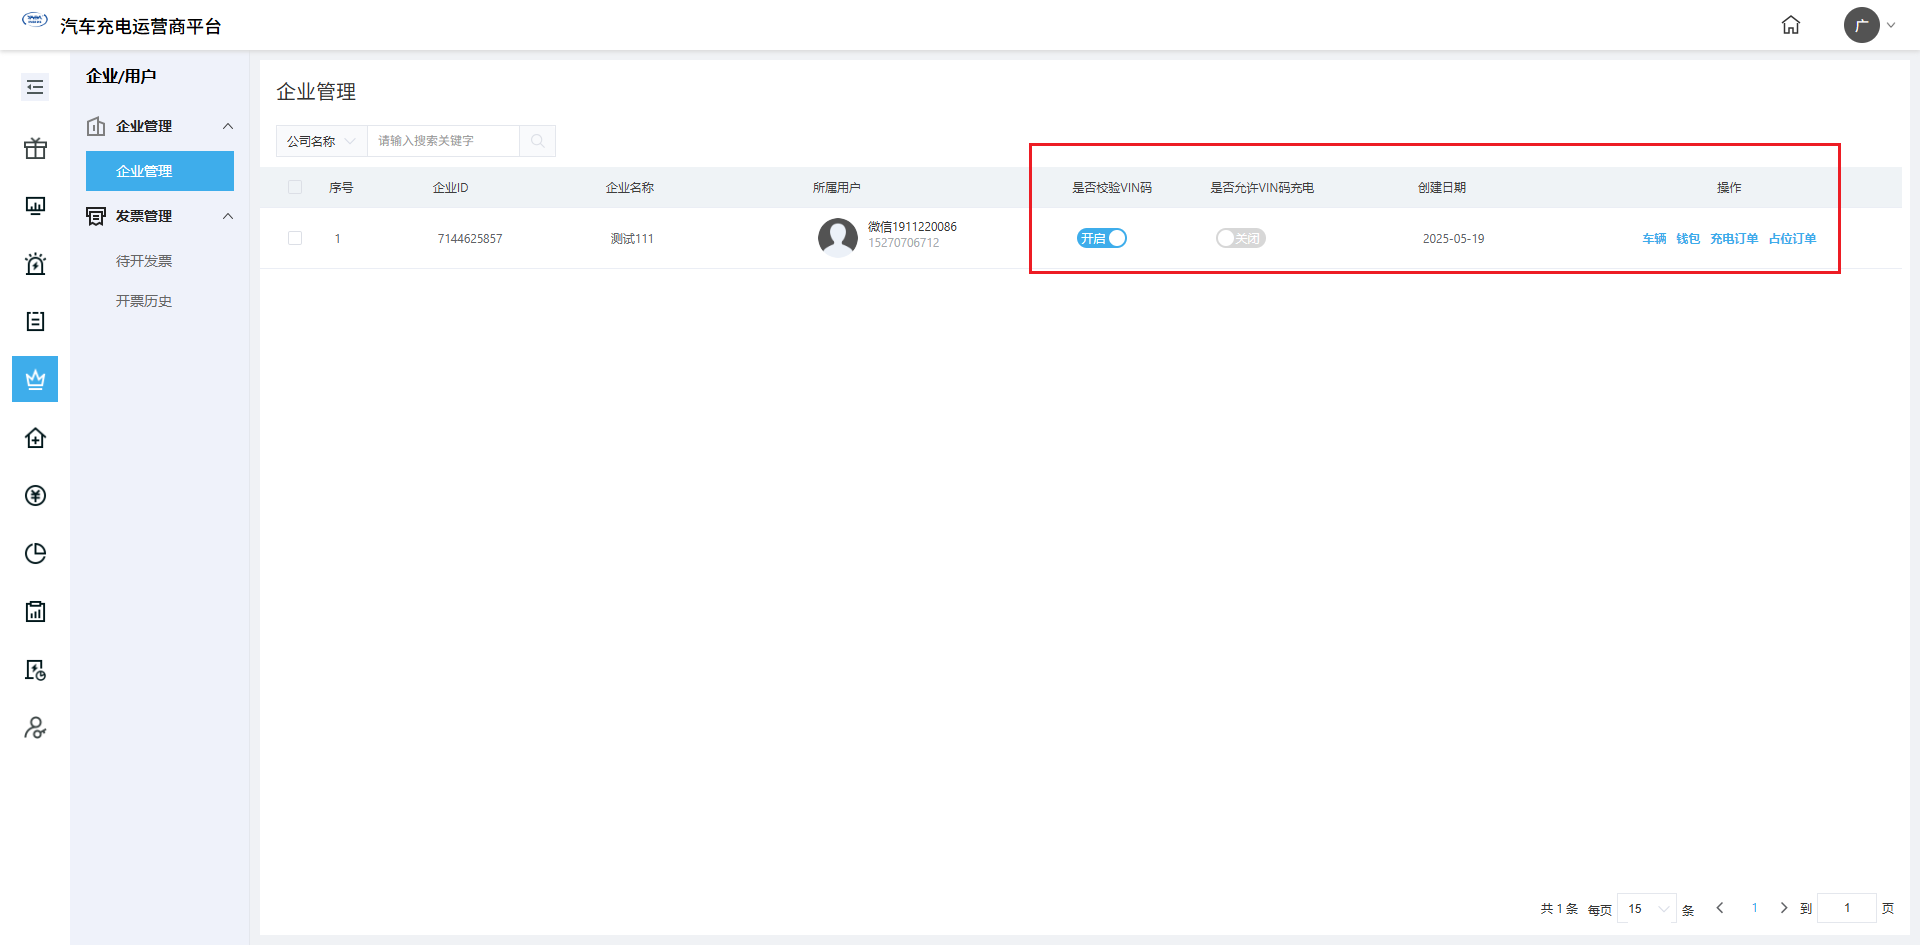 汽车充电运营商平台
广
企业/用户
企业管理
企业管理
发票管理
待开发票
开票历史
企业管理
公司名称 请输入搜索关键字
序号 企业ID 企业名称 所属用户 是否校验VIN码 是否允许VIN码充电 创建日期 操作
1 7144625857 测试111 微信1911220086 开启 关闭 2025-05-19 车辆 钱包 充电订单 占位订单
15270706712
共 1 条 每页 15 条 1 到 1 页